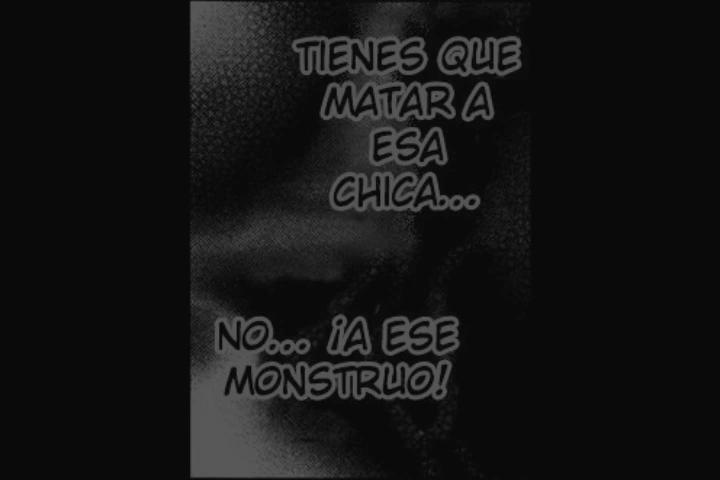 TIENES QUE
MATAR A
ESA
CHICA...
NO... ¡A ESE
MONSTRUO!